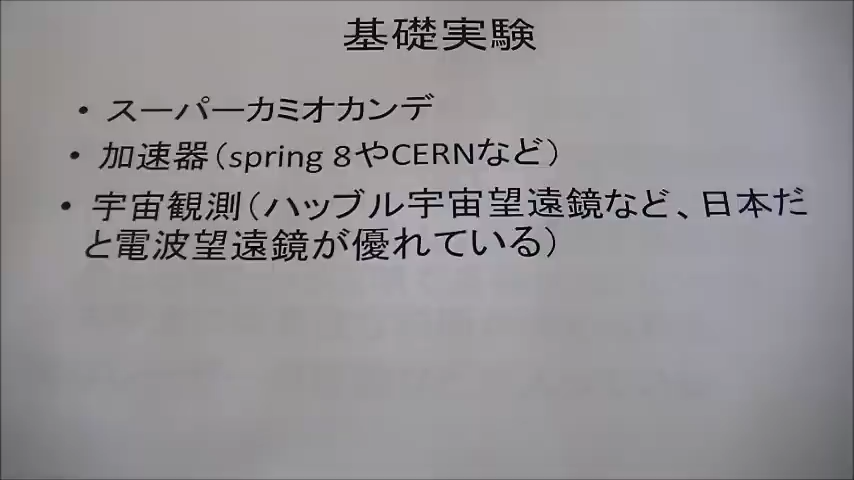 基礎実験
• スーパーカミオカンデ
• 加速器（spring 8やCERNなど）
• 宇宙観測（ハッブル宇宙望遠鏡など、日本だ
と電波望遠鏡が優れている）